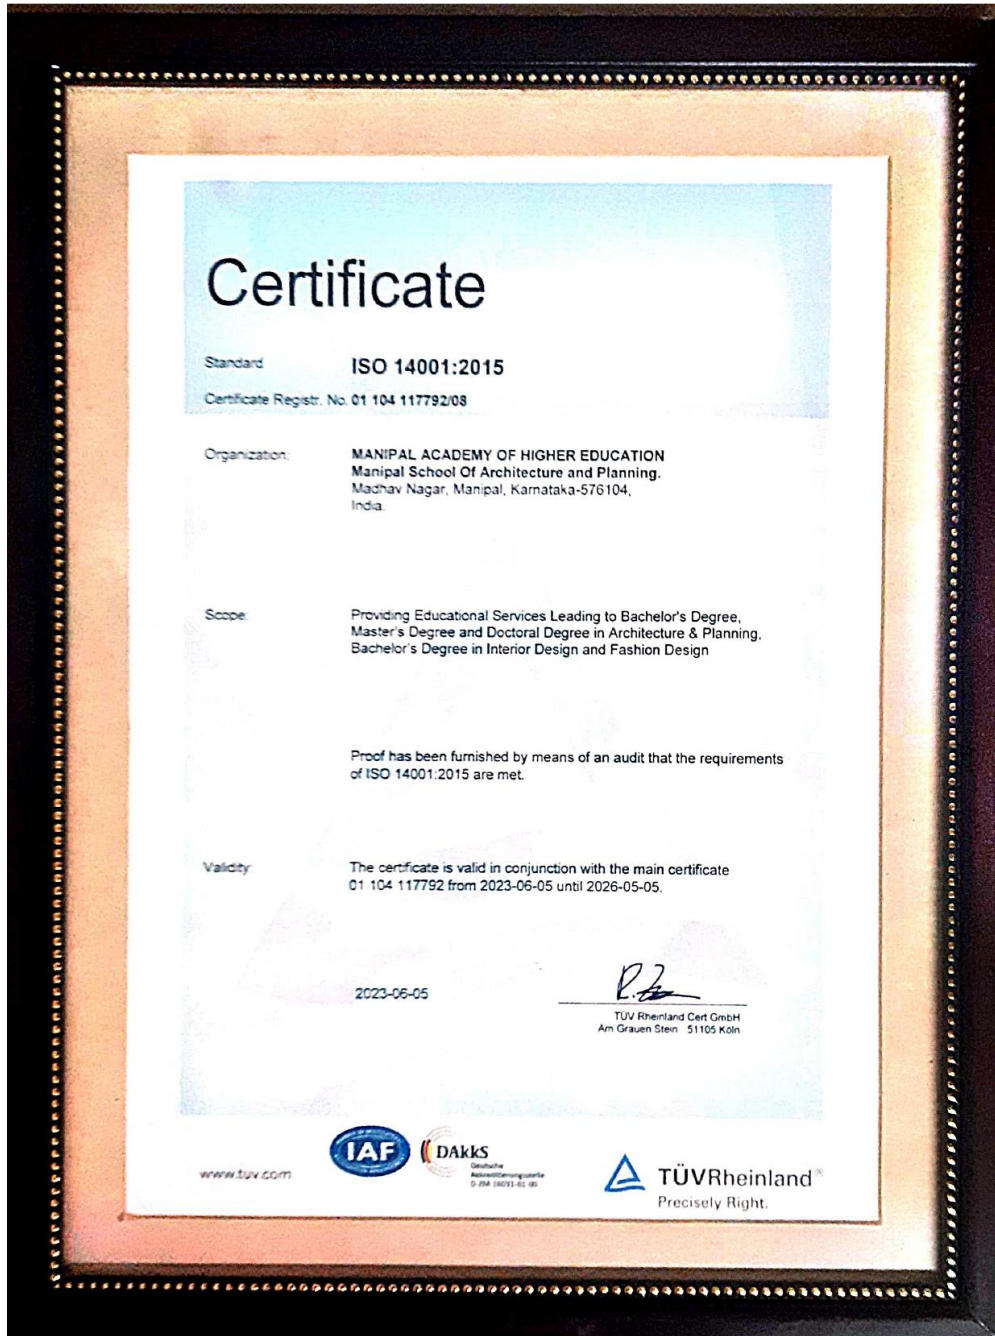 Certificate
Standard ISO 14001:2015
Certificate Registr. No. 01 104 117792/08
Organization: MANIPAL ACADEMY OF HIGHER EDUCATION
Manipal School Of Architecture and Planning.
Madhav Nagar, Manipal, Karnataka-576104,
India.
Scope: Providing Educational Services Leading to Bachelor's Degree,
Master's Degree and Doctoral Degree in Architecture & Planning,
Bachelor's Degree in Interior Design and Fashion Design
Proof has been furnished by means of an audit that the requirements
of ISO 14001:2015 are met.
Validity: The certificate is valid in conjunction with the main certificate
01 104 117792 from 2023-06-05 until 2026-05-05.
2023-06-05
TÜV Rheinland Cert GmbH
Am Grauen Stein 51105 Köln
www.tuv.com
IAF
DAkkS
Deutsche
Akkreditierungsstelle
TÜVRheinland®
Precisely Right.